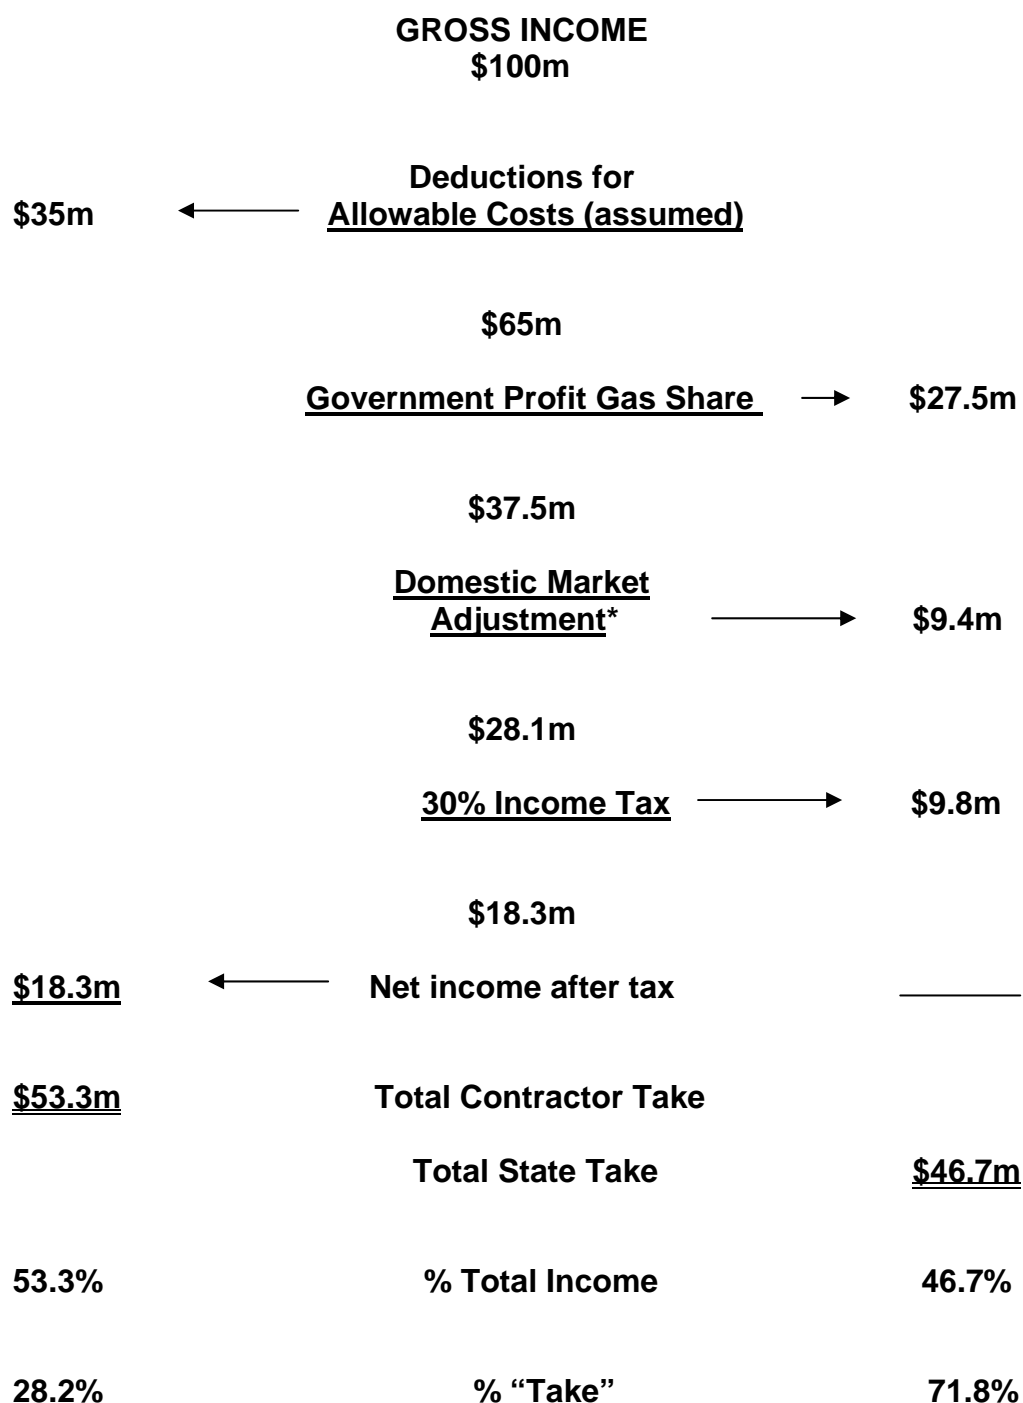 GROSS INCOME
$100m
Deductions for
$35m Allowable Costs (assumed)
$65m
Government Profit Gas Share $27.5m
$37.5m
Domestic Market
Adjustment* $9.4m
$28.1m
30% Income Tax $9.8m
$18.3m
$18.3m Net income after tax
$53.3m Total Contractor Take
Total State Take $46.7m
53.3% % Total Income 46.7%
28.2% % “Take” 71.8%